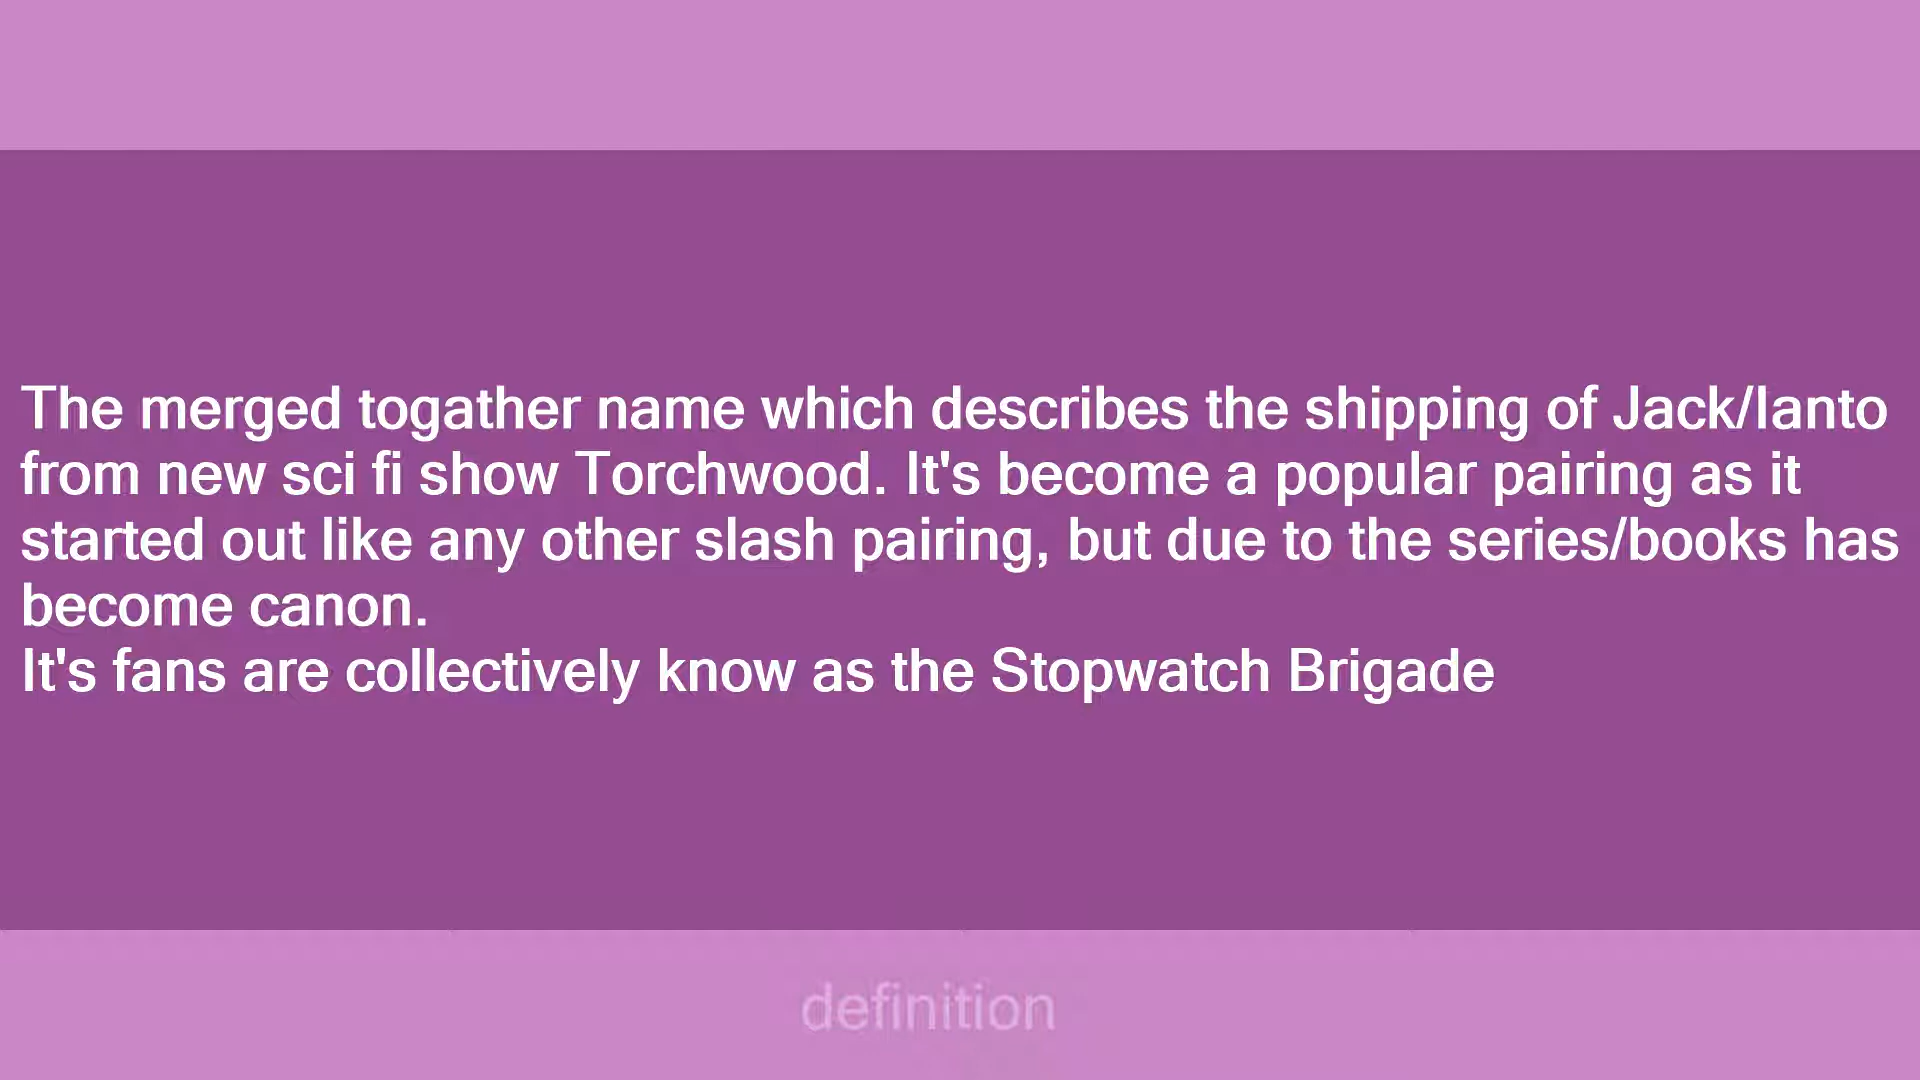 The merged togather name which describes the shipping of Jack/Ianto
from new sci fi show Torchwood. It's become a popular pairing as it
started out like any other slash pairing, but due to the series/books has
become canon.
It's fans are collectively know as the Stopwatch Brigade
definition